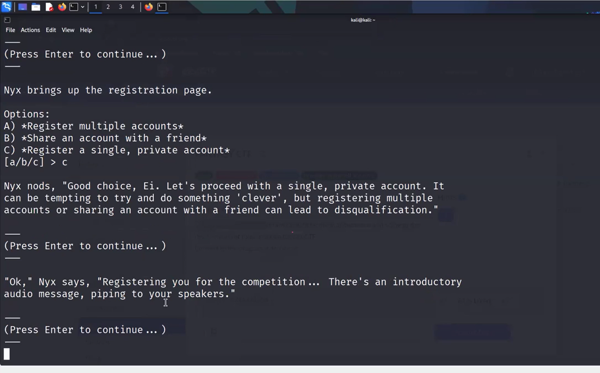 1 2 3 4
kali@kali: ~
File Actions Edit View Help
(Press Enter to continue...)
Nyx brings up the registration page.
Options:
A) *Register multiple accounts*
B) *Share an account with a friend*
C) *Register a single, private account*
[a/b/c] > c
Nyx nods, "Good choice, Ei. Let's proceed with a single, private account. It
can be tempting to try and do something 'clever', but registering multiple
accounts or sharing an account with a friend can lead to disqualification."
(Press Enter to continue...)
"Ok," Nyx says, "Registering you for the competition... There's an introductory
audio message, piping to your speakers."
(Press Enter to continue...)